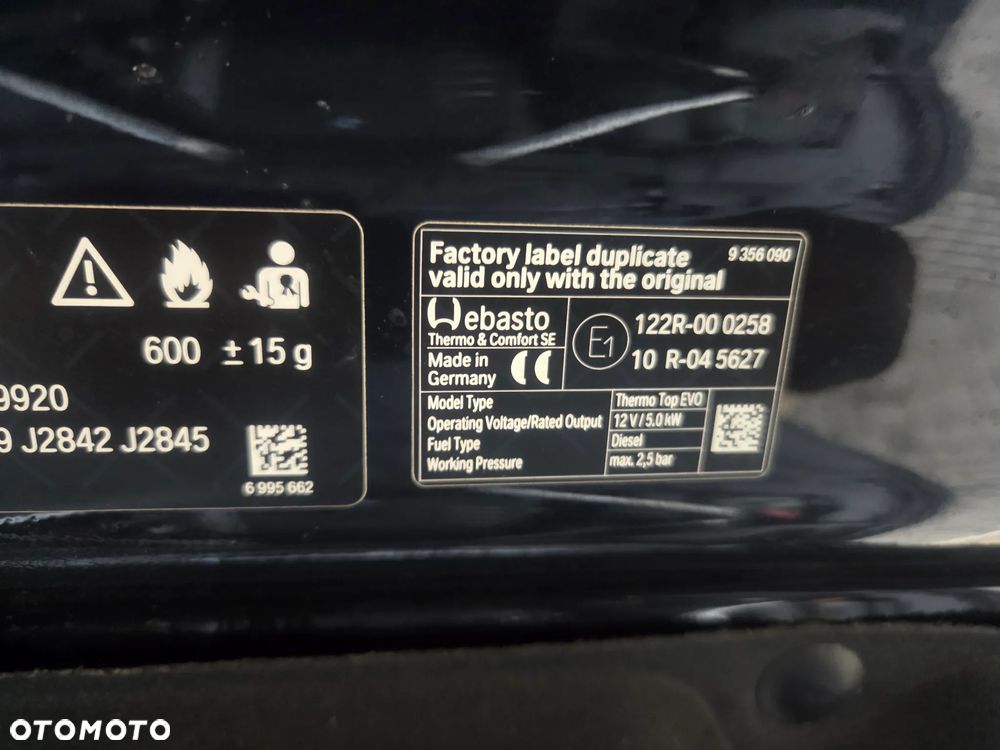 600 ±15 g
9920
9 J2842 J2845
6 995 662
Factory label duplicate
valid only with the original
9 356 090
Webasto
Thermo & Comfort SE
Made in
Germany
CE
E1
122R-00 0258
10 R-04 5627
Model Type
Thermo Top EVO
Operating Voltage/Rated Output
12 V / 5.0 kW
Fuel Type
Diesel
Working Pressure
max. 2,5 bar
OTOMOTO